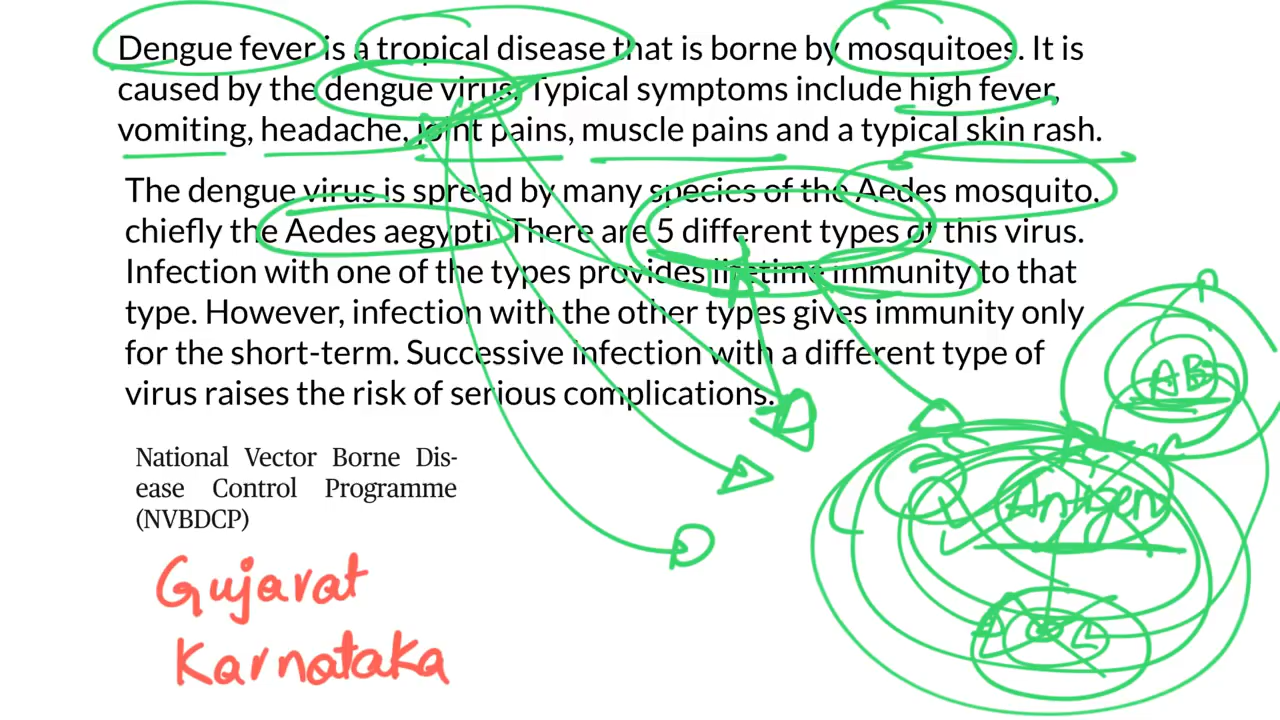 Dengue fever is a tropical disease that is borne by mosquitoes. It is
caused by the dengue virus. Typical symptoms include high fever,
vomiting, headache, joint pains, muscle pains and a typical skin rash.
The dengue virus is spread by many species of the Aedes mosquito,
chiefly the Aedes aegypti. There are 5 different types of this virus.
Infection with one of the types provides lifetime immunity to that
type. However, infection with the other types gives immunity only
for the short-term. Successive infection with a different type of
virus raises the risk of serious complications.
AB
National Vector Borne Dis-
ease Control Programme
(NVBDCP)
Antigen
Gujarat
Karnataka